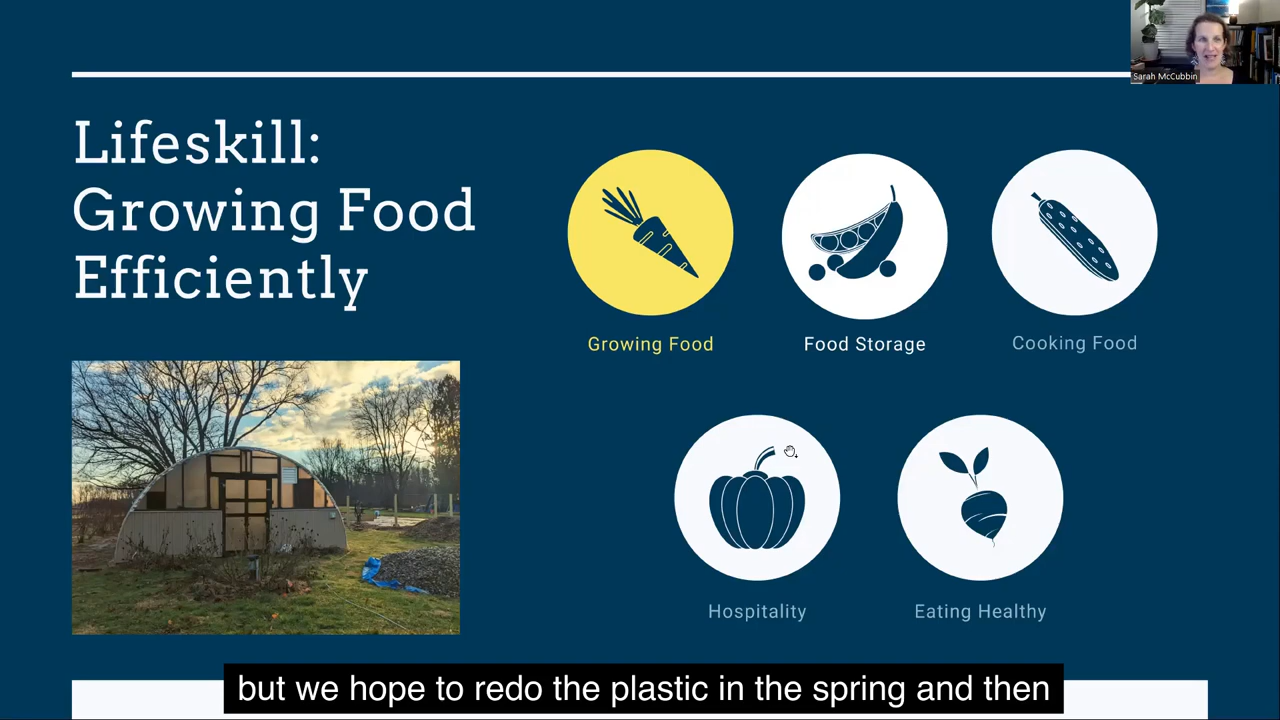 Sarah McCubbin
Lifeskill:
Growing Food
Efficiently
Growing Food
Food Storage
Cooking Food
Hospitality
Eating Healthy
but we hope to redo the plastic in the spring and then